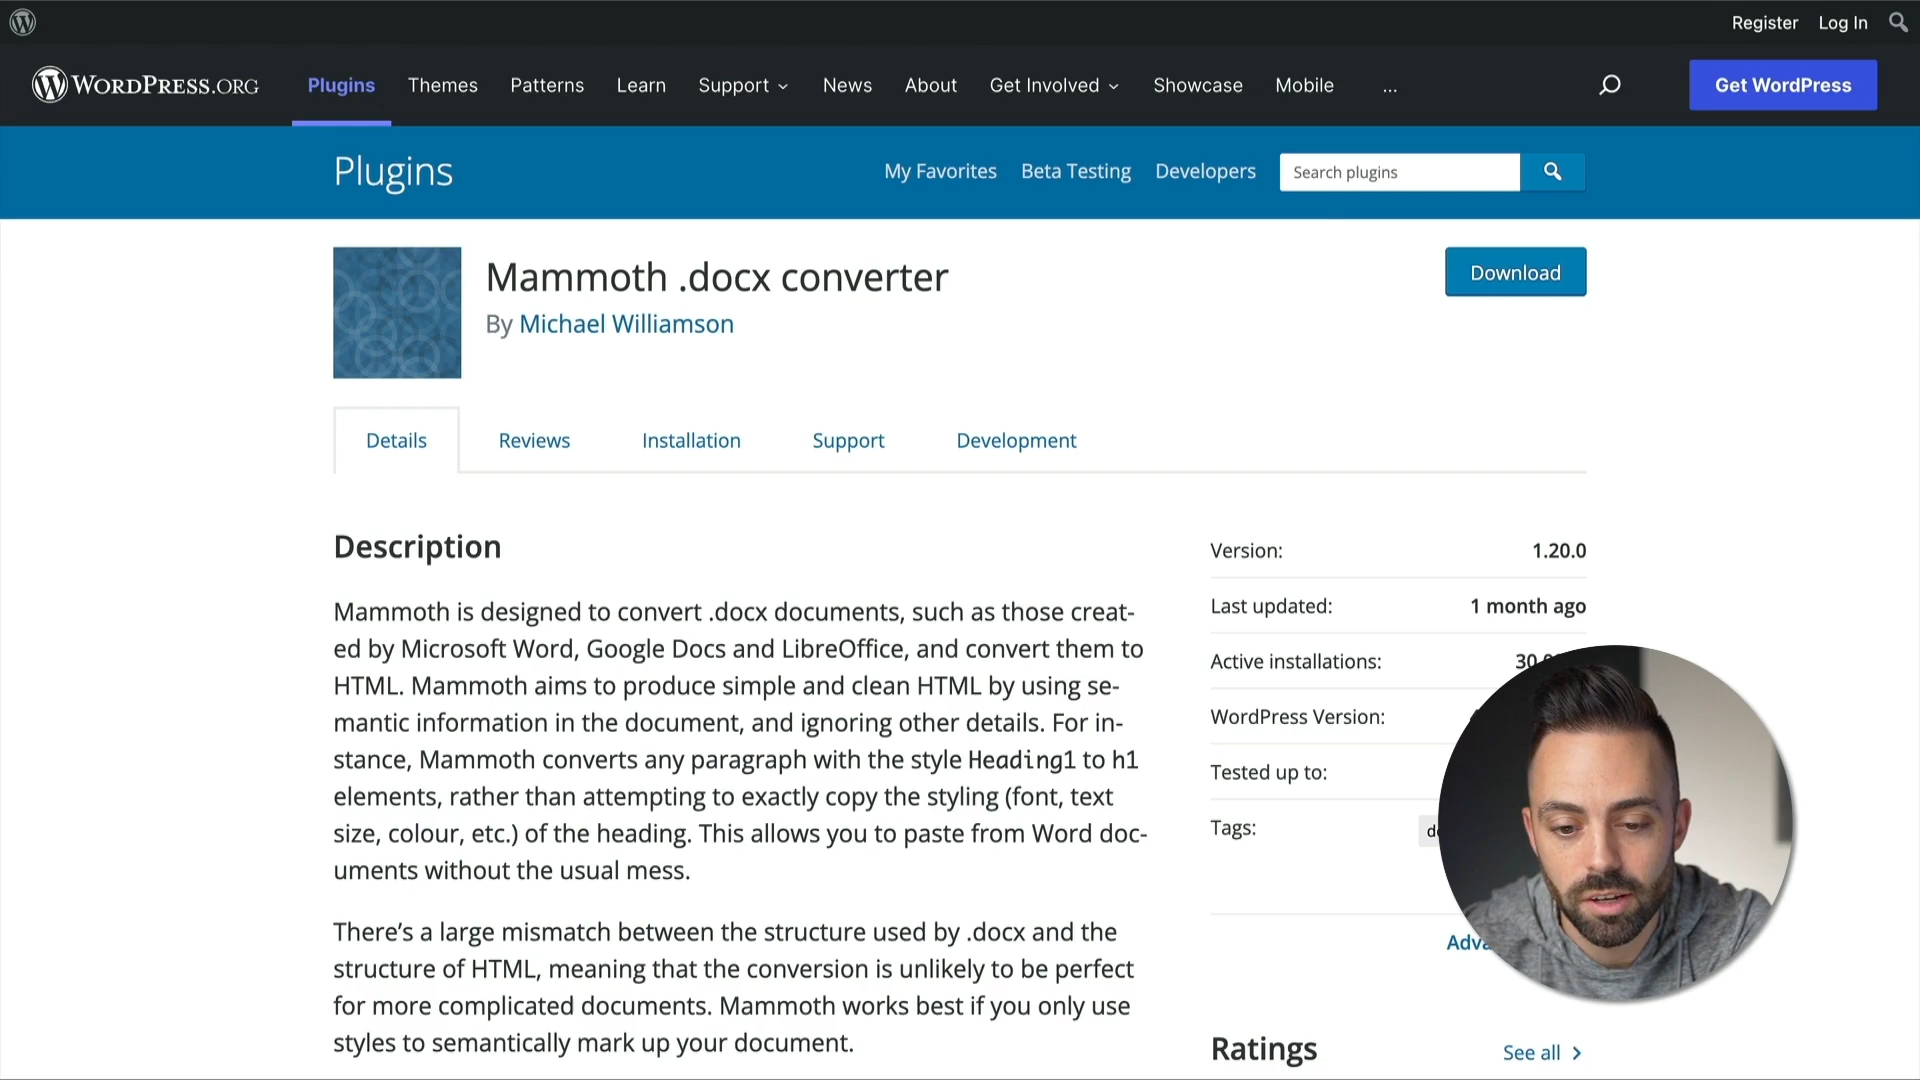 Register Log In
WORDPRESS.ORG Plugins Themes Patterns Learn Support News About Get Involved Showcase Mobile ... Get WordPress
Plugins My Favorites Beta Testing Developers Search plugins
Mammoth .docx converter Download
By Michael Williamson
Details Reviews Installation Support Development
Description
Mammoth is designed to convert .docx documents, such as those creat-
ed by Microsoft Word, Google Docs and LibreOffice, and convert them to
HTML. Mammoth aims to produce simple and clean HTML by using se-
mantic information in the document, and ignoring other details. For in-
stance, Mammoth converts any paragraph with the style Heading1 to h1
elements, rather than attempting to exactly copy the styling (font, text
size, colour, etc.) of the heading. This allows you to paste from Word doc-
uments without the usual mess.
There’s a large mismatch between the structure used by .docx and the
structure of HTML, meaning that the conversion is unlikely to be perfect
for more complicated documents. Mammoth works best if you only use
styles to semantically mark up your document.
Version: 1.20.0
Last updated: 1 month ago
Active installations:
WordPress Version:
Tested up to:
Tags:
Ratings See all